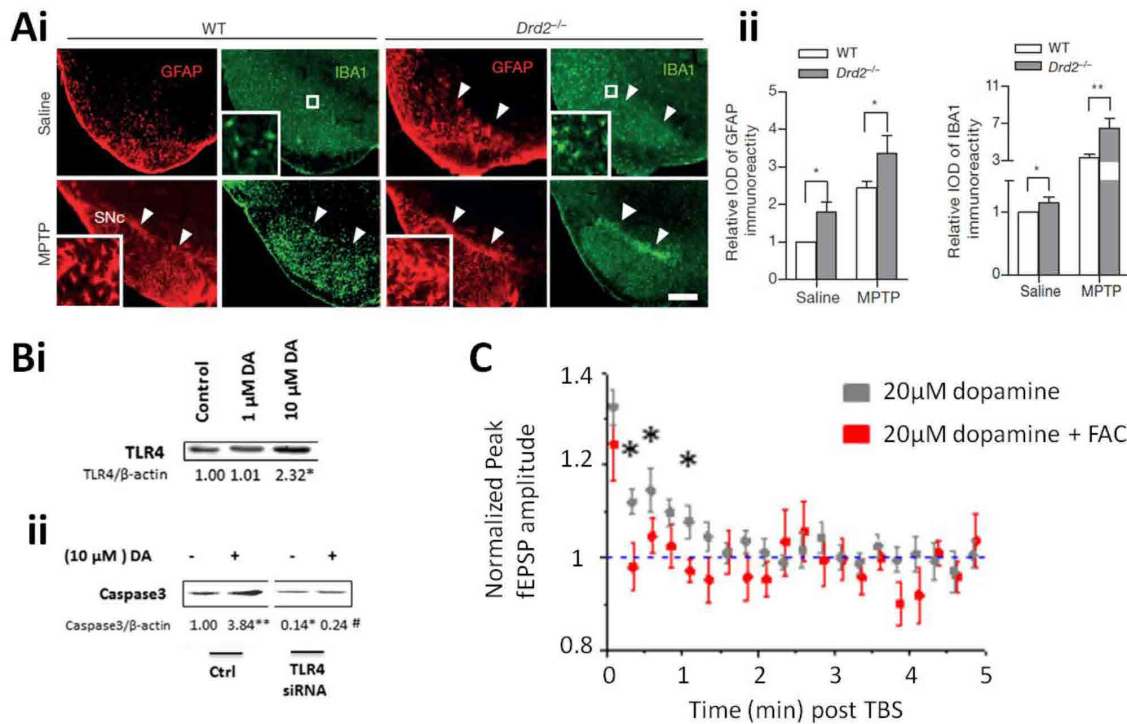 Ai
WT
Drd2⁻/⁻
Saline
GFAP
IBA1
GFAP
IBA1
MPTP
SNc
ii
WT
Drd2⁻/⁻
Relative IOD of GFAP
immunoreactity
5
4
3
2
1
0
*
*
Saline
MPTP
WT
Drd2⁻/⁻
Relative IOD of IBA1
immunoreactity
11
7
3
1
0
*
**
Saline
MPTP
Bi
Control
1 µM DA
10 µM DA
TLR4
TLR4/β-actin 1.00 1.01 2.32*
ii
(10 µM ) DA - + - +
Caspase3
Caspase3/β-actin 1.00 3.84** 0.14* 0.24 #
Ctrl
TLR4
siRNA
C
20µM dopamine
20µM dopamine + FAC
Normalized Peak
fEPSP amplitude
1.4
1.2
1
0.8
* * *
0 1 2 3 4 5
Time (min) post TBS